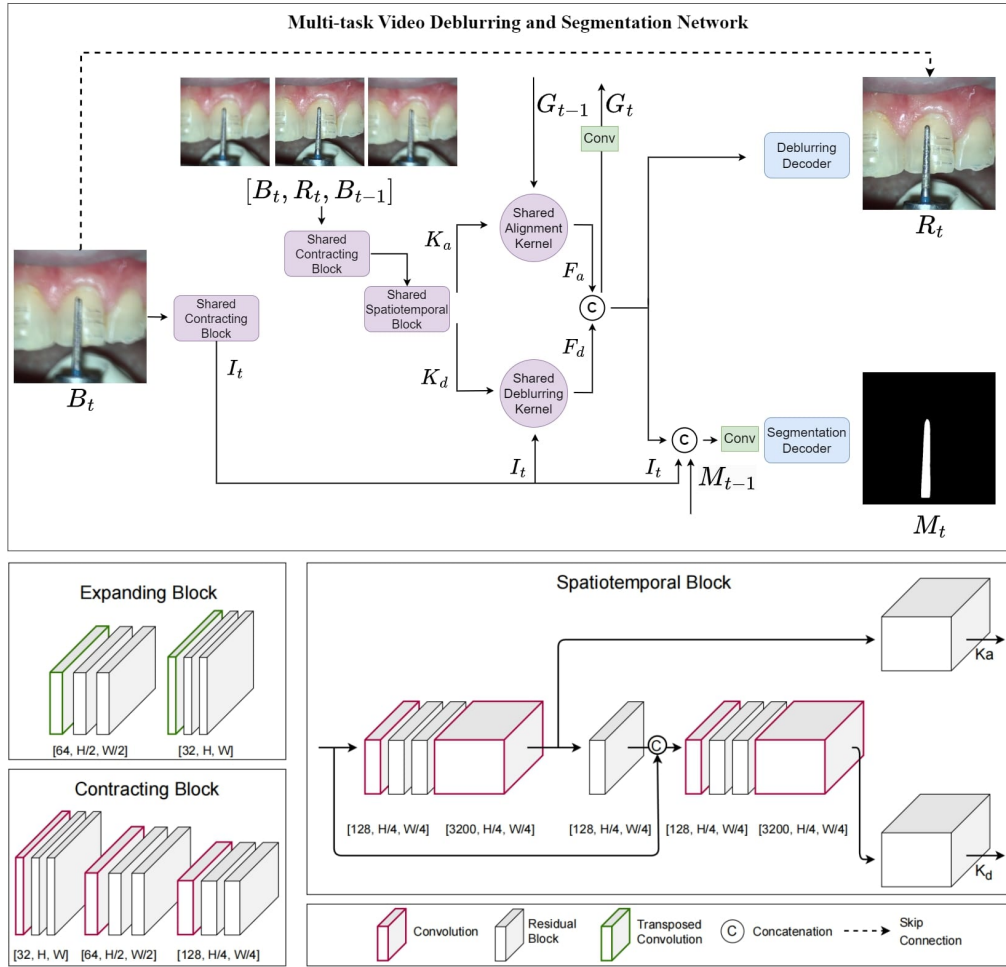 Multi-task Video Deblurring and Segmentation Network
G_{t-1}
G_t
Conv
Deblurring
Decoder
[B_t, R_t, B_{t-1}]
R_t
Shared
Alignment
Kernel
K_a
Shared
Contracting
Block
Shared
Spatiotemporal
Block
F_a
C
Shared
Contracting
Block
I_t
B_t
K_d
F_d
Shared
Deblurring
Kernel
I_t
I_t
C
Conv
Segmentation
Decoder
M_{t-1}
M_t
Expanding Block
[64, H/2, W/2]
[32, H, W]
Contracting Block
[32, H, W]
[64, H/2, W/2]
[128, H/4, W/4]
Spatiotemporal Block
Ka
C
[128, H/4, W/4]
[3200, H/4, W/4]
[128, H/4, W/4]
[128, H/4, W/4]
[3200, H/4, W/4]
K_d
Convolution
Residual
Block
Transposed
Convolution
C
Concatenation
Skip
Connection